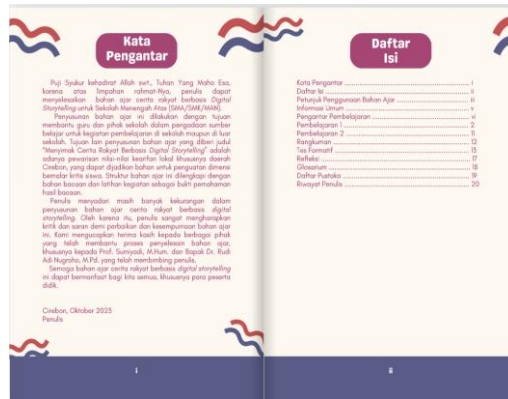 Kata
Pengantar
Puji Syukur kehadirat Allah swt., Tuhan Yang Maha Esa,
karena atas limpahan rahmat-Nya, penulis dapat
menyelesaikan bahan ajar cerita rakyat berbasis Digital
Storytelling untuk Sekolah Menengah Atas (SMA/SMK/MAN).
Penyusunan bahan ajar ini dilakukan dengan tujuan
membantu guru dan pihak sekolah dalam pengadaan sumber
belajar untuk kegiatan pembelajaran di sekolah maupun di luar
sekolah. Tujuan lain penyusunan bahan ajar yang diberi judul
"Menyimak Cerita Rakyat Berbasis Digital Storytelling" adalah
adanya pewarisan nilai-nilai kearifan lokal khususnya daerah
Cirebon, yang dapat dijadikan bahan untuk penguatan dimensi
bernalar kritis siswa. Struktur bahan ajar ini dilengkapi dengan
bahan bacaan dan latihan kegiatan sebagai bukti pemahaman
hasil bacaan.
Penulis menyadari masih banyak kekurangan dalam
penyusunan bahan ajar cerita rakyat berbasis digital
storytelling. Oleh karena itu, penulis sangat mengharapkan
kritik dan saran demi perbaikan dan kesempurnaan bahan ajar
ini. Kami mengucapkan terima kasih kepada berbagai pihak
yang telah membantu proses penyelesain bahan ajar,
khususnya kepada Prof. Sumiyadi, M.Hum. dan Bapak Dr. Rudi
Adi Nugroho, M.Pd. yang telah membimbing penulis.
Semoga bahan ajar cerita rakyat berbasis digital storytelling
ini dapat bermanfaat bagi kita semua, khususnya para peserta
didik.
Cirebon, Oktober 2023
Penulis
i
Daftar
Isi
Kata Pengantar ........ i
Daftar Isi ........ ii
Petunjuk Penggunaan Bahan Ajar ........ iii
Informasi Umum ........ v
Pengantar Pembelajaran ........ vi
Pembelajaran 1 ........ 2
Pembelajaran 2 ........ 11
Rangkuman ........ 12
Tes Formatif ........ 13
Refleksi ........ 17
Glosarium ........ 18
Daftar Pustaka ........ 19
Riwayat Penulis ........ 20
ii